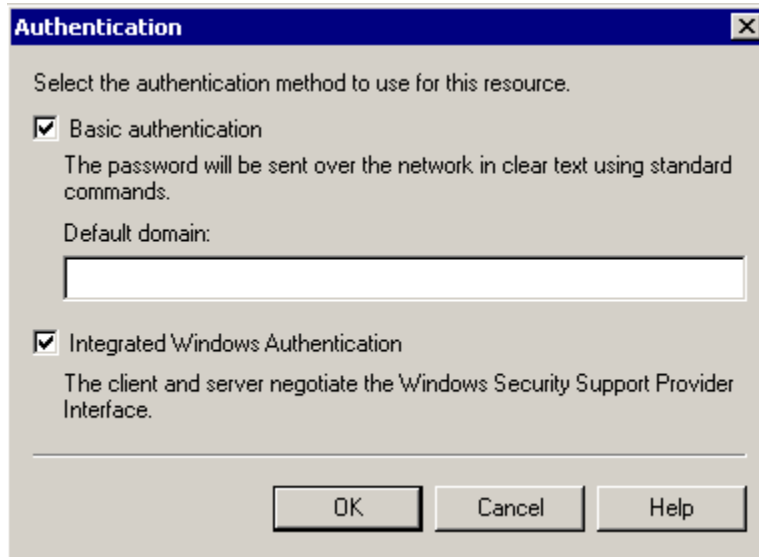 Authentication
Select the authentication method to use for this resource.
Basic authentication
The password will be sent over the network in clear text using standard
commands.
Default domain:
Integrated Windows Authentication
The client and server negotiate the Windows Security Support Provider
Interface.
OK Cancel Help